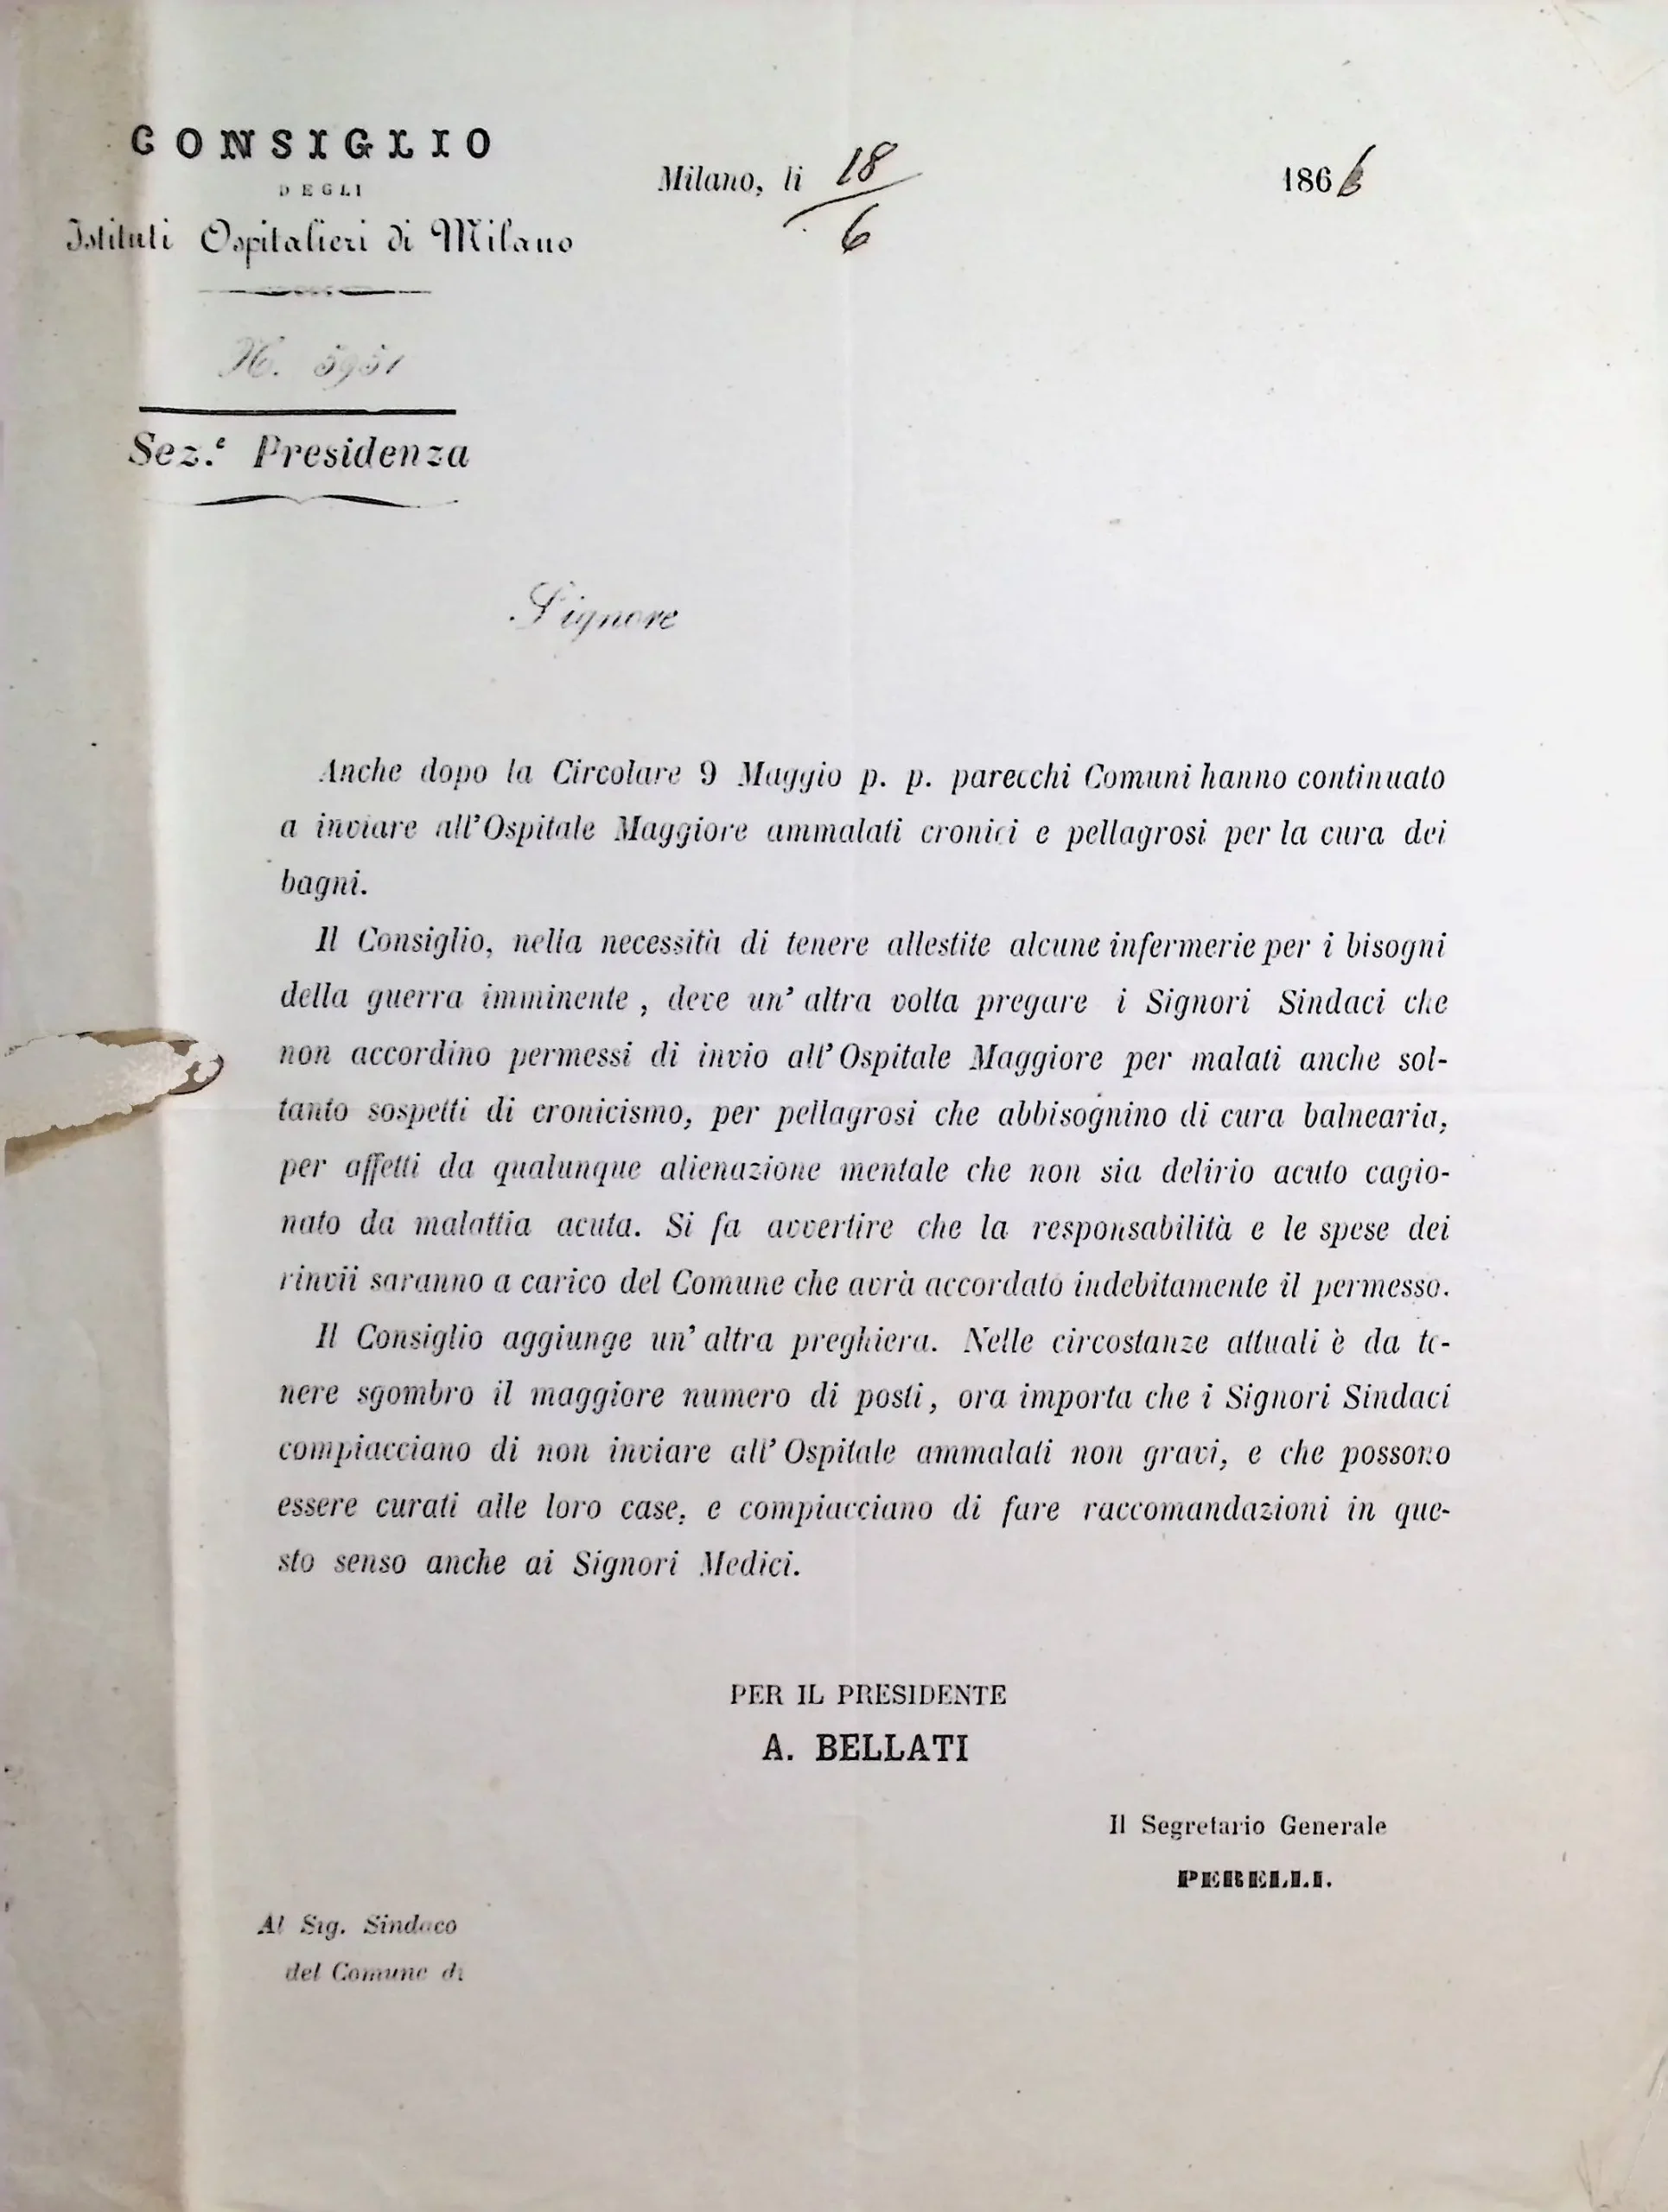 CONSIGLIO
DEGLI
Istituti Ospitalieri di Milano
Milano, li 18/6 1866
N. 5951
Sez.e Presidenza
Signore
Anche dopo la Circolare 9 Maggio p. p. parecchi Comuni hanno continuato
a inviare all'Ospitale Maggiore ammalati cronici e pellagrosi per la cura dei
bagni.
Il Consiglio, nella necessità di tenere allestite alcune infermerie per i bisogni
della guerra imminente, deve un' altra volta pregare i Signori Sindaci che
non accordino permessi di invio all' Ospitale Maggiore per malati anche sol-
tanto sospetti di cronicismo, per pellagrosi che abbisognino di cura balnearia,
per affetti da qualunque alienazione mentale che non sia delirio acuto cagio-
nato da malattia acuta. Si fa avvertire che la responsabilità e le spese dei
rinvii saranno a carico del Comune che avrà accordato indebitamente il permesso.
Il Consiglio aggiunge un' altra preghiera. Nelle circostanze attuali è da te-
nere sgombro il maggiore numero di posti, ora importa che i Signori Sindaci
compiacciano di non inviare all' Ospitale ammalati non gravi, e che possono
essere curati alle loro case, e compiacciano di fare raccomandazioni in que-
sto senso anche ai Signori Medici.
PER IL PRESIDENTE
A. BELLATI
Il Segretario Generale
PERELLI.
Al Sig. Sindaco
del Comune di